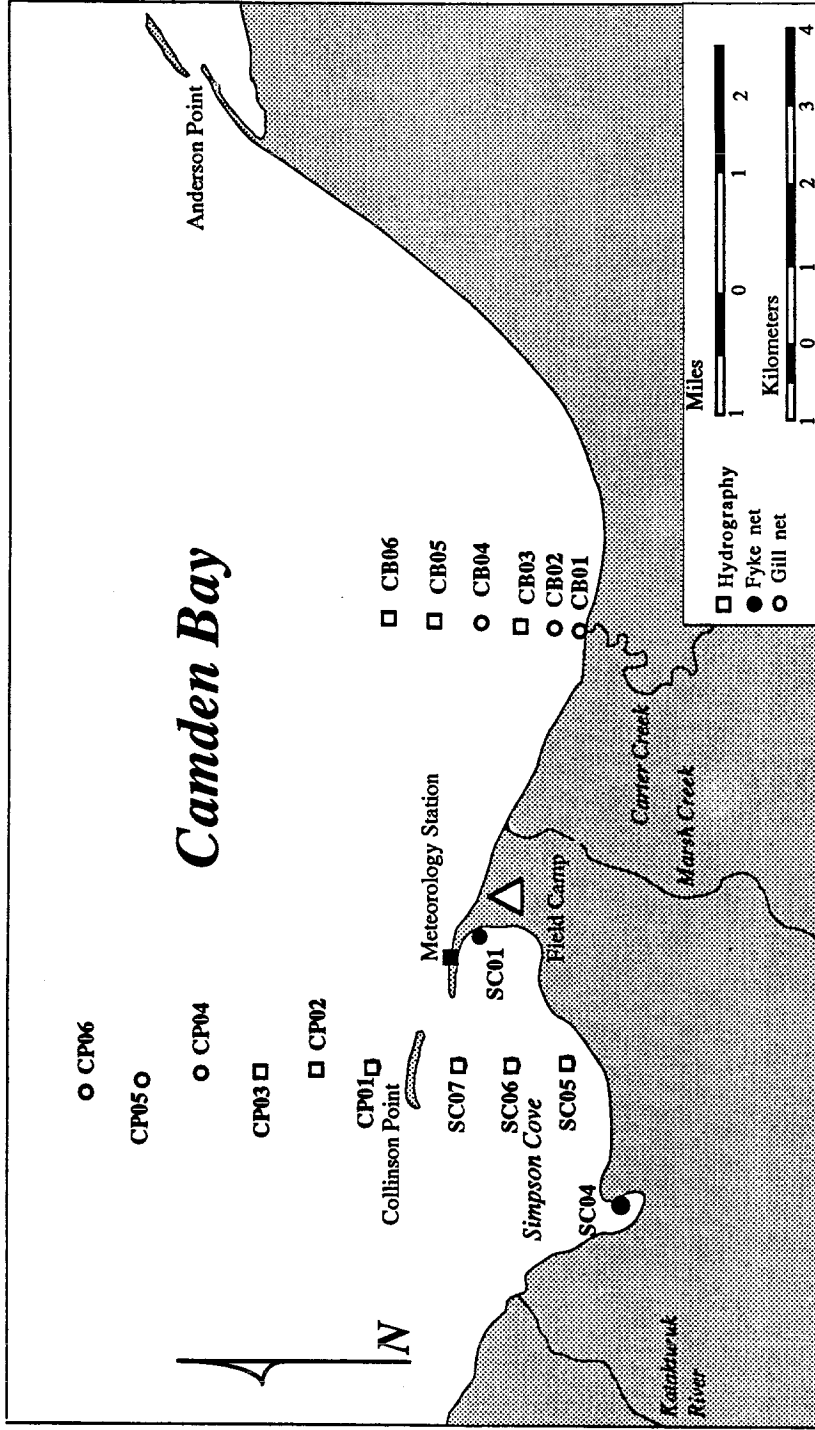 Camden Bay
Anderson Point
CP06
CP05
CP04
CP03
CP02
CP01
Collinson Point
Meteorology Station
SC07
SC06
SC05
Simpson Cove
SC04
SC01
Field Camp
CB06
CB05
CB04
CB03
CB02
CB01
N
Katakturuk
River
Marsh Creek
Carter Creek
Hydrography
Fyke net
Gill net
Miles
1 0 1 2
Kilometers
1 0 1 2 3 4